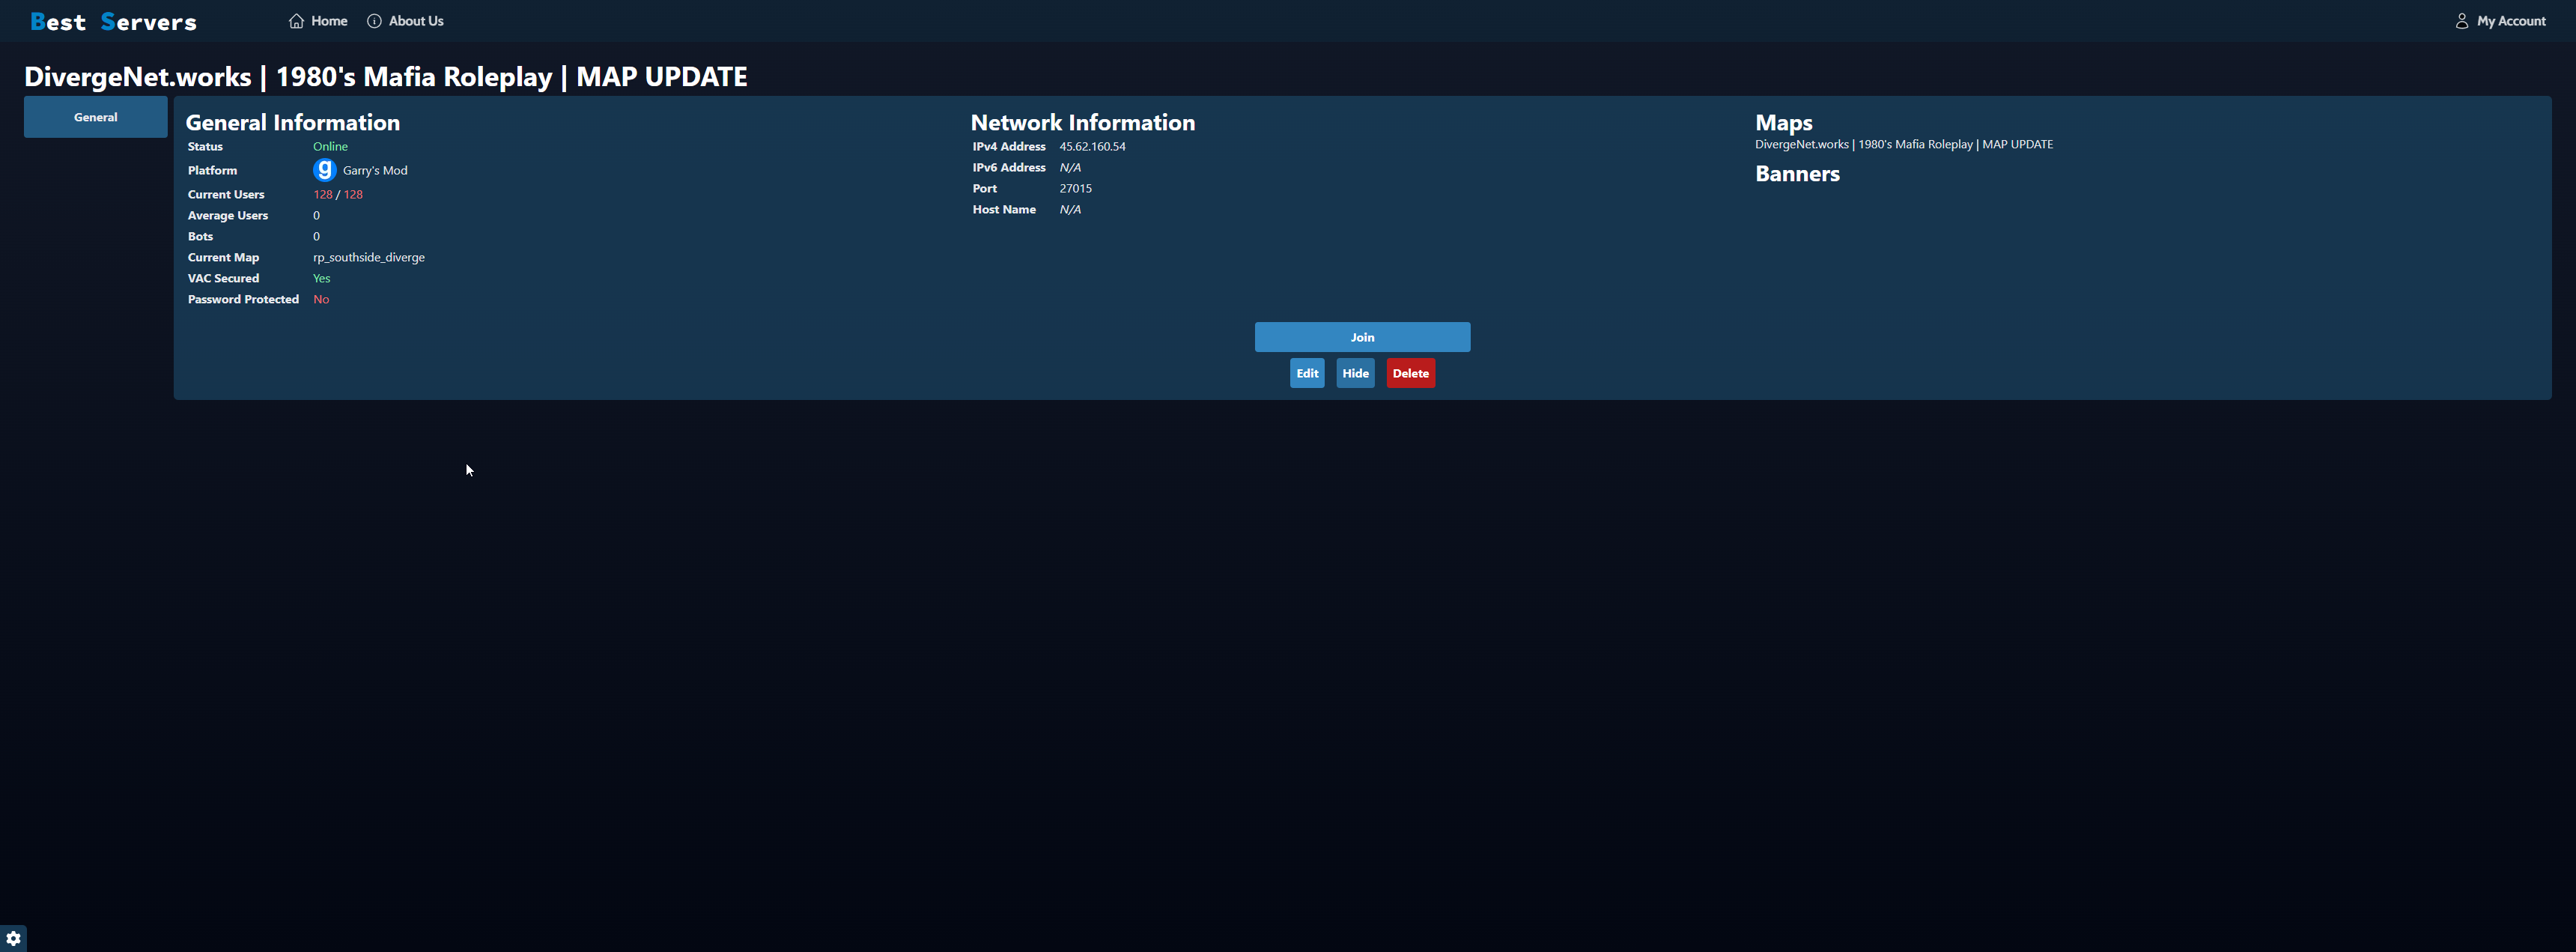 Best Servers
Home
About Us
My Account
DivergeNet.works | 1980's Mafia Roleplay | MAP UPDATE
General
General Information
Status Online
Platform g Garry's Mod
Current Users 128 / 128
Average Users 0
Bots 0
Current Map rp_southside_diverge
VAC Secured Yes
Password Protected No
Network Information
IPv4 Address 45.62.160.54
IPv6 Address N/A
Port 27015
Host Name N/A
Maps
DivergeNet.works | 1980's Mafia Roleplay | MAP UPDATE
Banners
Join
Edit
Hide
Delete